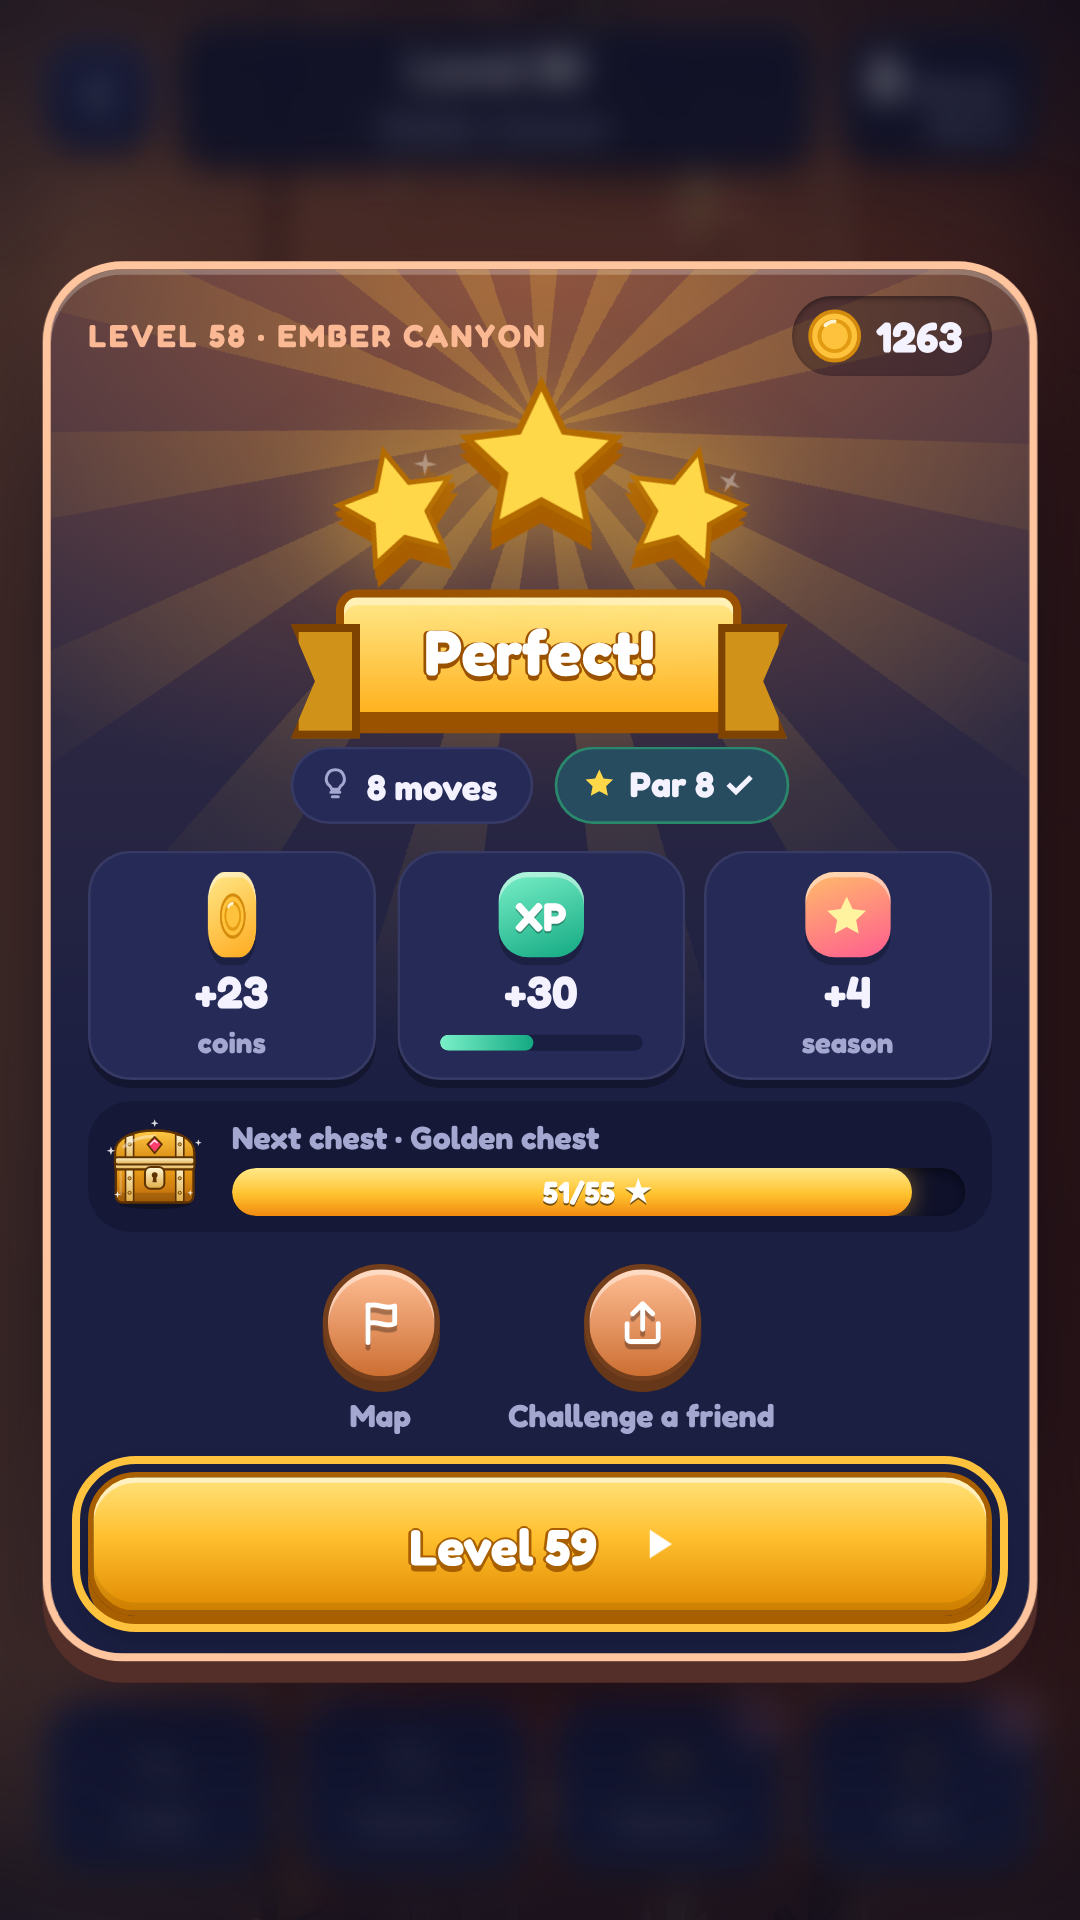 LEVEL 58 · EMBER CANYON
1263
Perfect!
8 moves
Par 8 ✓
XP
+23
+30
+4
coins
season
Next chest · Golden chest
51/55 ★
Map
Challenge a friend
Level 59